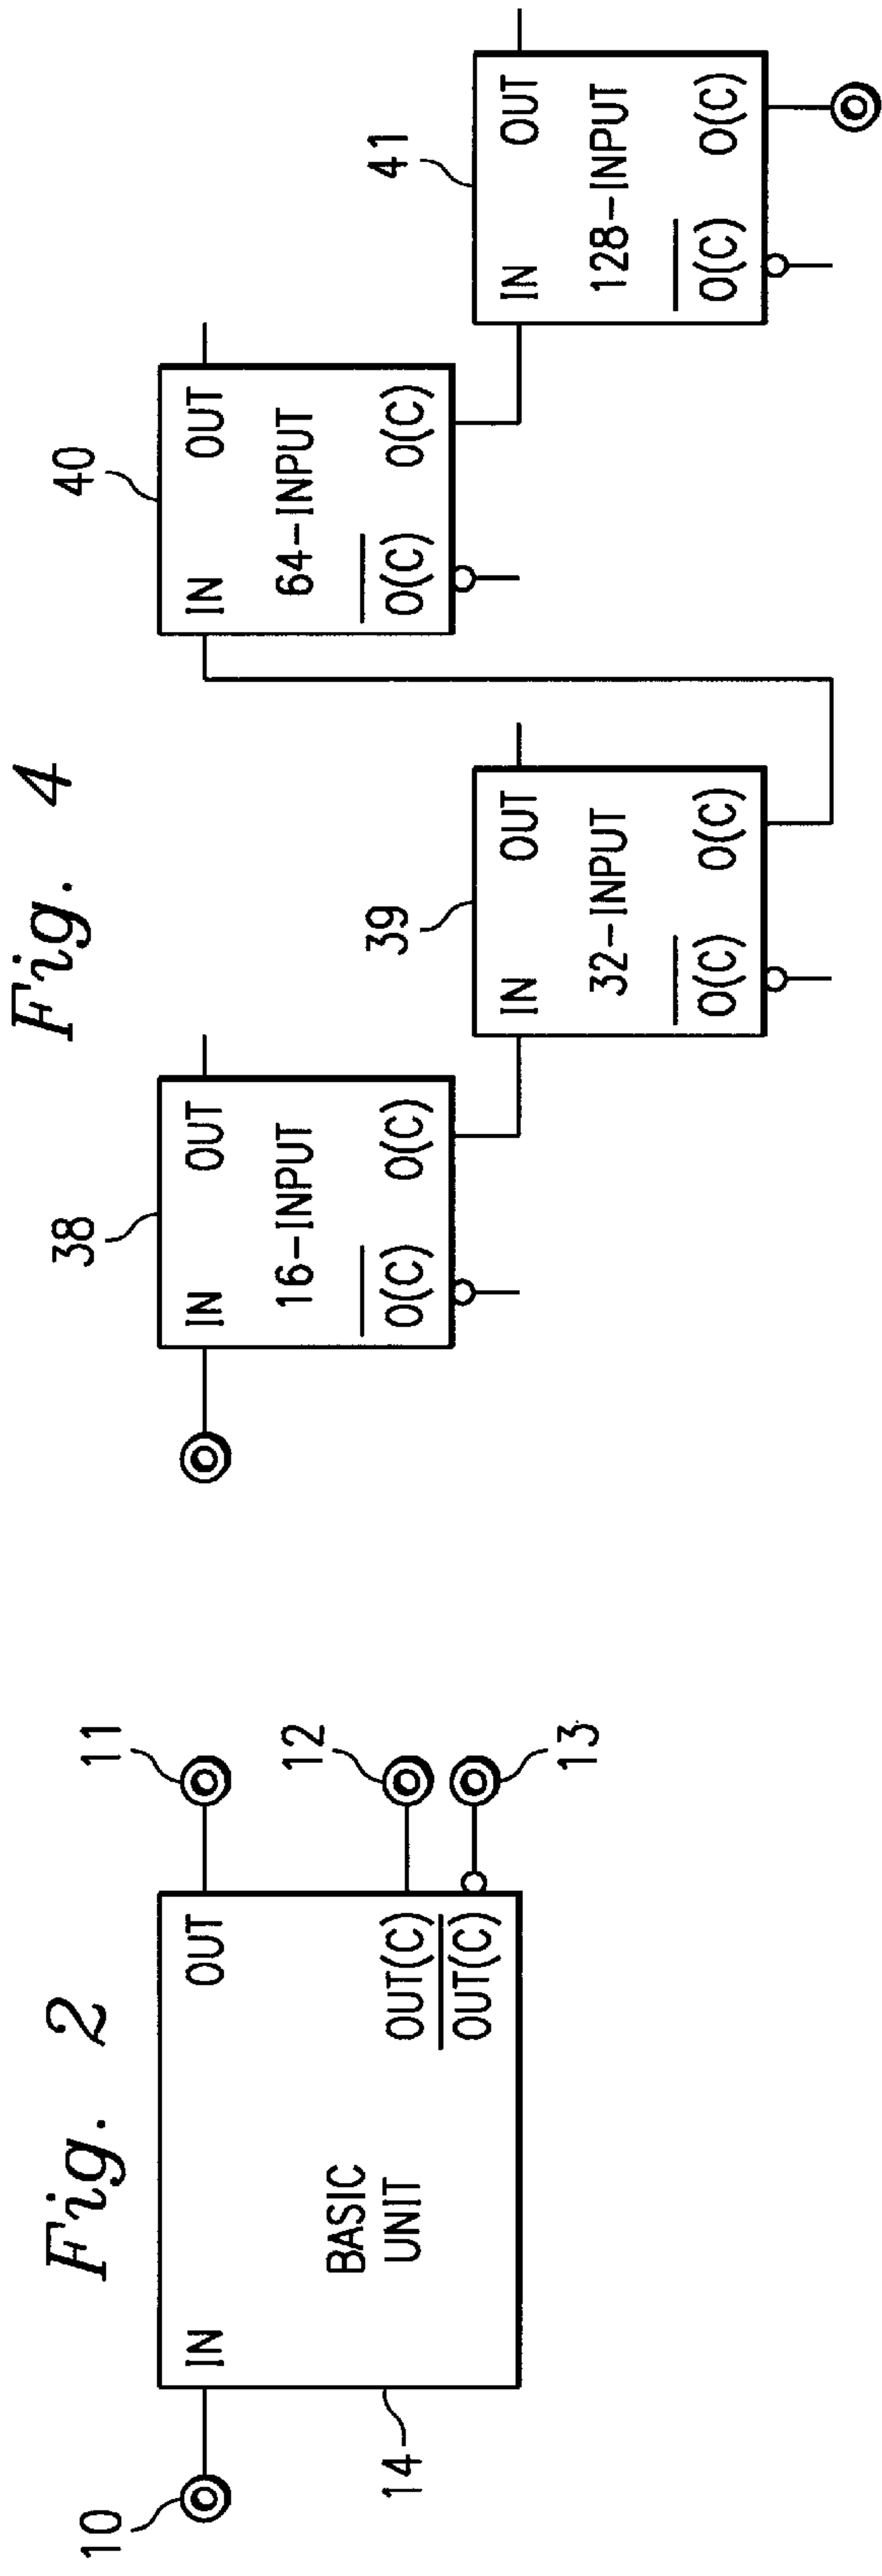 Fig. 2
10
IN
OUT
11
BASIC
UNIT
OUT(C)
12
OUT(C)
13
14
Fig. 4
38
IN
OUT
16-INPUT
O(C)
O(C)
39
IN
OUT
32-INPUT
O(C)
O(C)
40
IN
OUT
64-INPUT
O(C)
O(C)
41
IN
OUT
128-INPUT
O(C)
O(C)